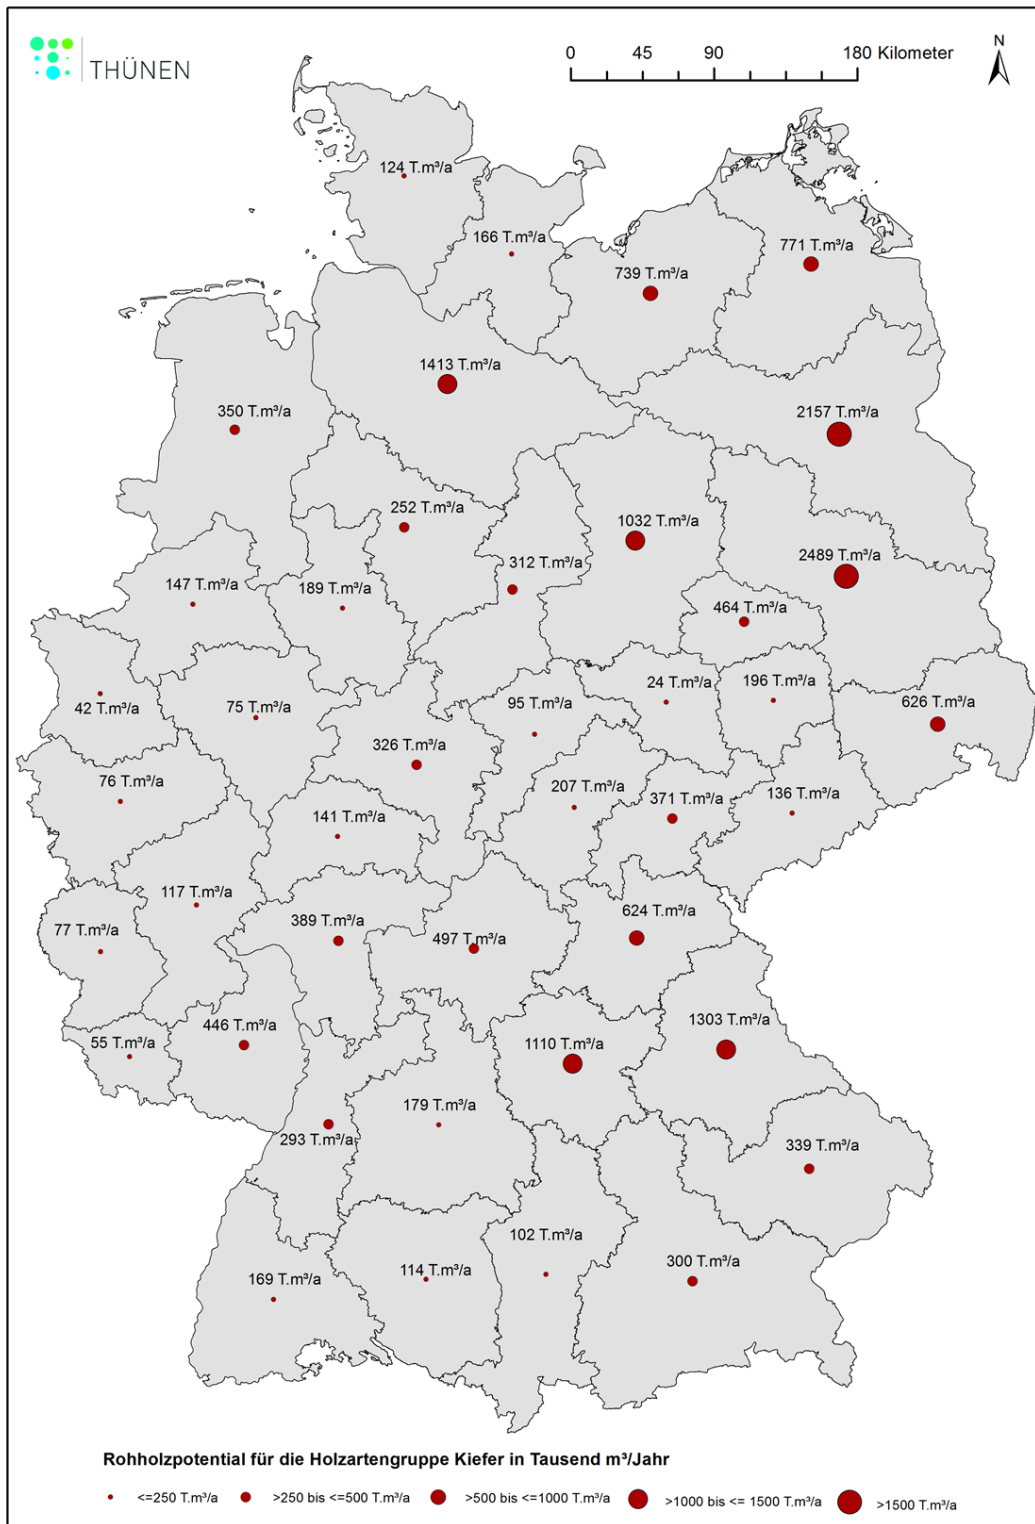 THÜNEN
0 45 90 180 Kilometer
N
124 T.m³/a
166 T.m³/a
771 T.m³/a
739 T.m³/a
1413 T.m³/a
350 T.m³/a
2157 T.m³/a
252 T.m³/a
1032 T.m³/a
312 T.m³/a
2489 T.m³/a
147 T.m³/a
189 T.m³/a
464 T.m³/a
42 T.m³/a
75 T.m³/a
95 T.m³/a
24 T.m³/a
196 T.m³/a
626 T.m³/a
326 T.m³/a
76 T.m³/a
207 T.m³/a
371 T.m³/a
136 T.m³/a
141 T.m³/a
117 T.m³/a
77 T.m³/a
389 T.m³/a
497 T.m³/a
624 T.m³/a
55 T.m³/a
446 T.m³/a
1110 T.m³/a
1303 T.m³/a
293 T.m³/a
179 T.m³/a
339 T.m³/a
169 T.m³/a
114 T.m³/a
102 T.m³/a
300 T.m³/a
Rohholzpotential für die Holzartengruppe Kiefer in Tausend m³/Jahr
<=250 T.m³/a >250 bis <=500 T.m³/a >500 bis <=1000 T.m³/a >1000 bis <= 1500 T.m³/a >1500 T.m³/a